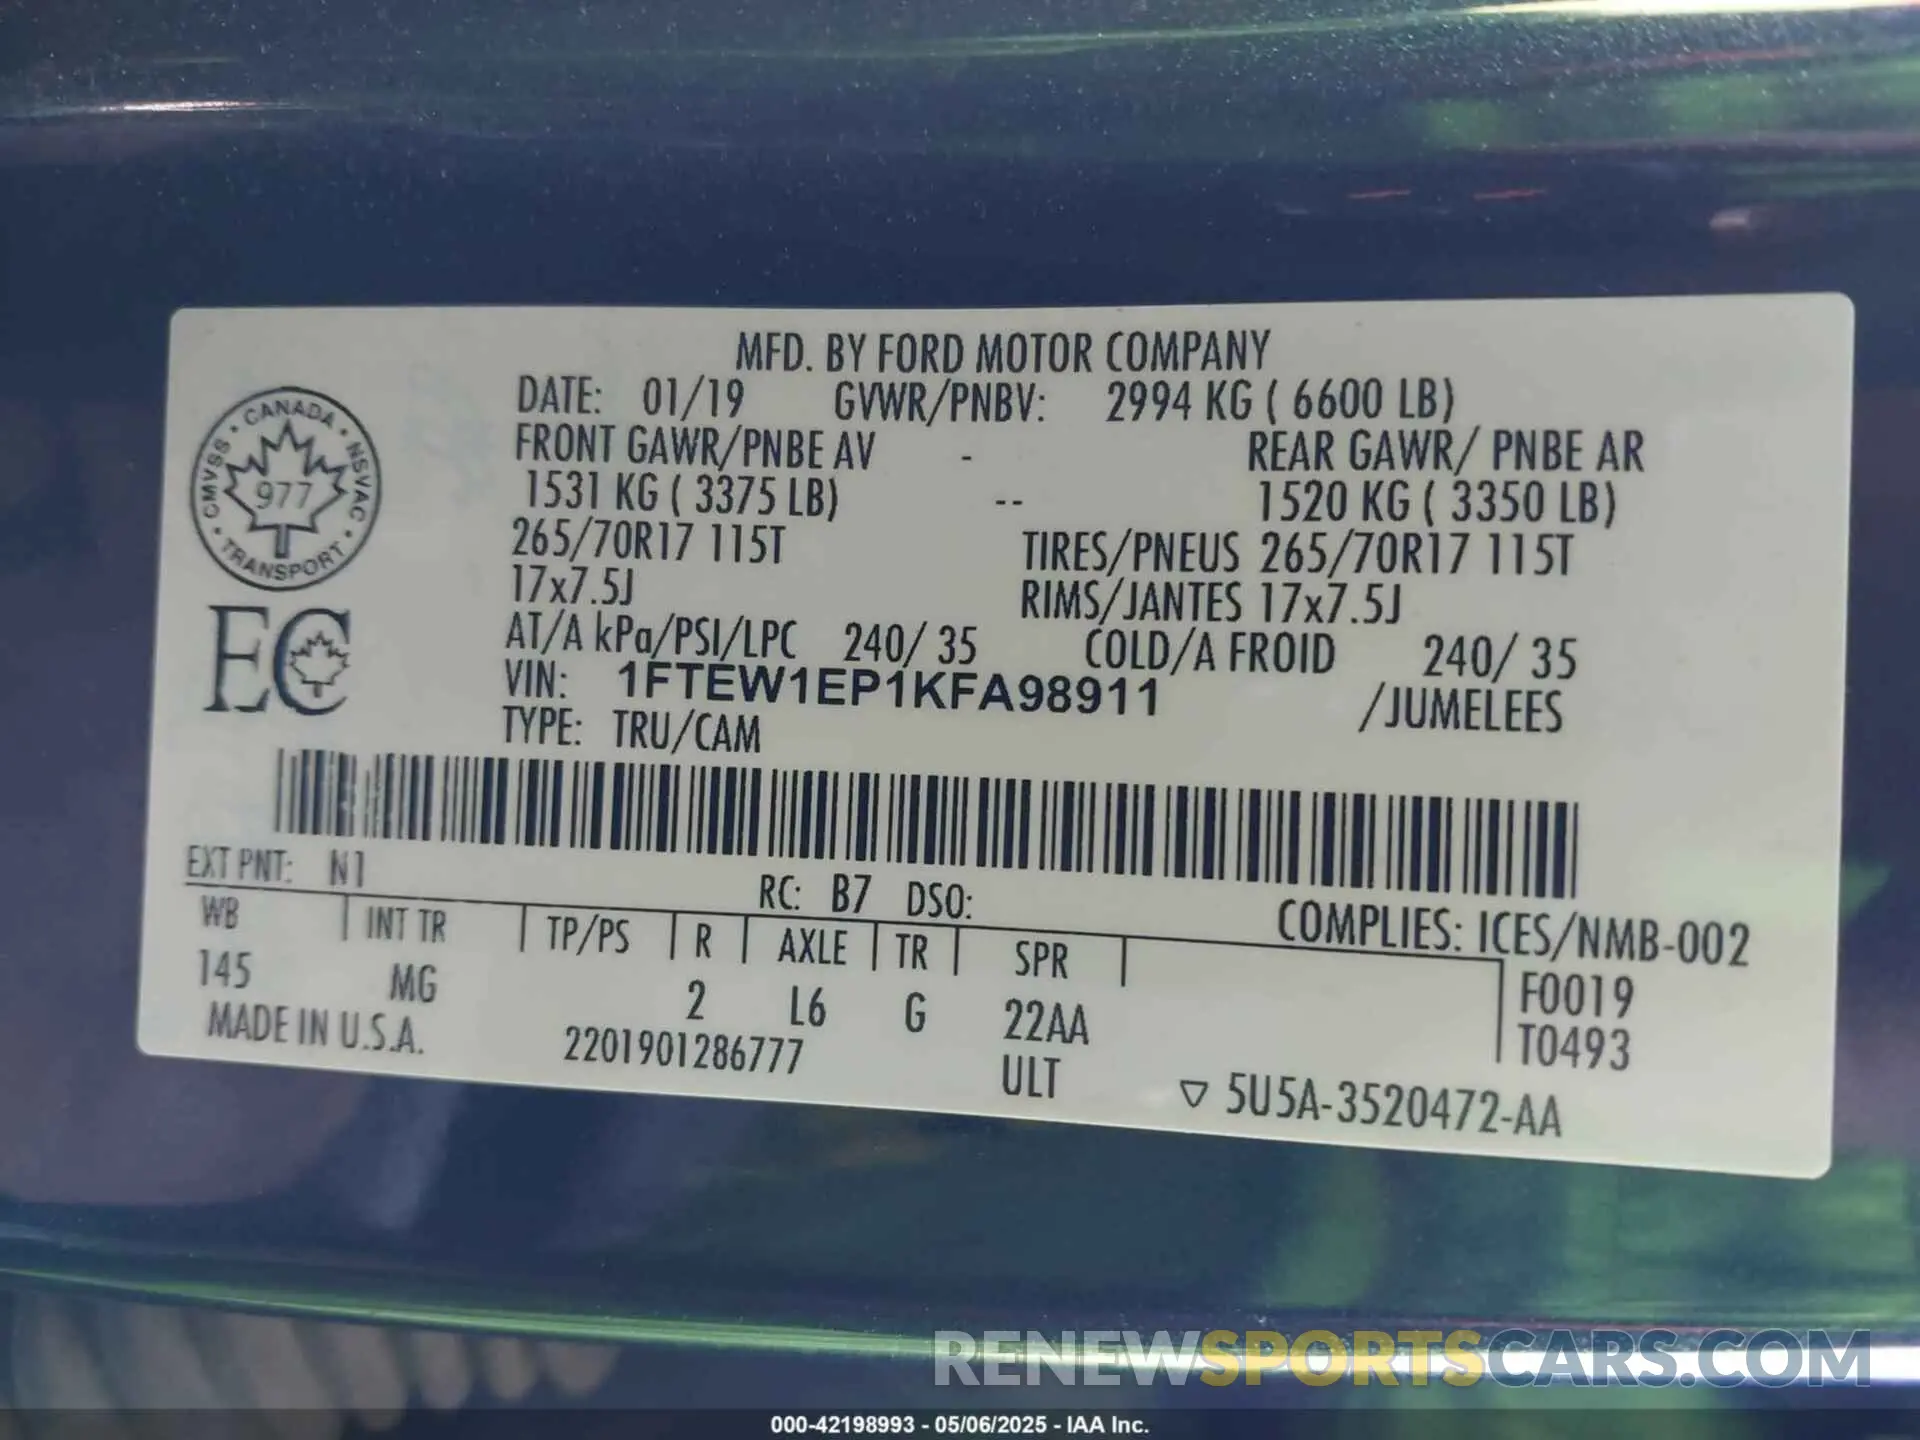 MFD. BY FORD MOTOR COMPANY
DATE: 01/19 GVWR/PNBV: 2994 KG ( 6600 LB)
FRONT GAWR/PNBE AV - REAR GAWR/ PNBE AR
1531 KG ( 3375 LB) -- 1520 KG ( 3350 LB)
265/70R17 115T TIRES/PNEUS 265/70R17 115T
17x7.5J RIMS/JANTES 17x7.5J
AT/A kPa/PSI/LPC 240/ 35 COLD/A FROID 240/ 35
VIN: 1FTEW1EP1KFA98911 /JUMELEES
TYPE: TRU/CAM
CMVSS • CANADA • NSVAC • TRANSPORT •
977
EC
EXT PNT: N1 RC: B7 DSO:
COMPLIES: ICES/NMB-002
WB | INT TR | TP/PS | R | AXLE | TR | SPR |
145 MG 2 L6 G 22AA
F0019
T0493
MADE IN U.S.A. 2201901286777 ULT
▽ 5U5A-3520472-AA
RENEWSPORTSCARS.COM
000-42198993 - 05/06/2025 - IAA Inc.